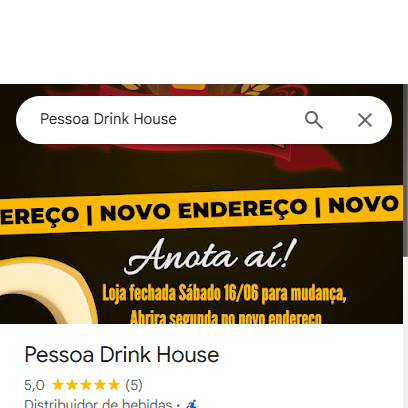 Pessoa Drink House
EREÇO | NOVO ENDEREÇO | NOVO
Anota aí!
Loja fechada Sábado 16/06 para mudança,
Abrira segunda no novo endereço
Pessoa Drink House
5,0 (5)
Distribuidor de bebidas ·